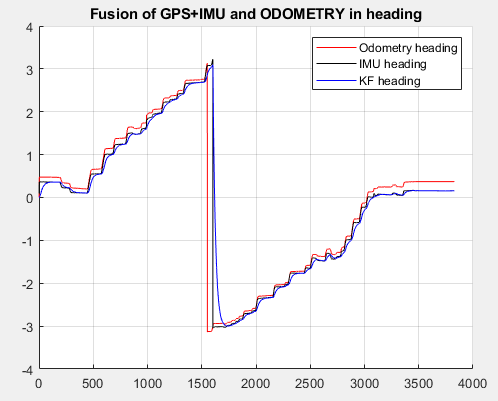 Fusion of GPS+IMU and ODOMETRY in heading
Odometry heading
IMU heading
KF heading
4
3
2
1
0
-1
-2
-3
-4
0 500 1000 1500 2000 2500 3000 3500 4000